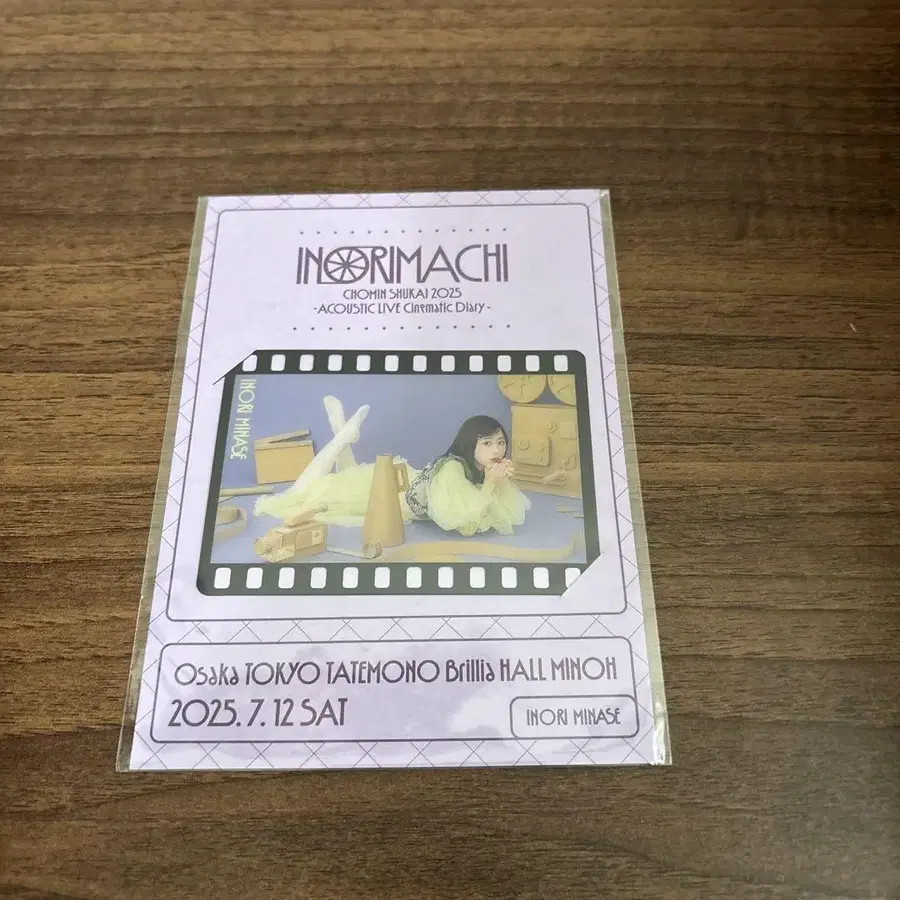 INORIMACHI
CHOMIN SHUKAI 2025
-ACOUSTIC LIVE Cinematic Diary-
INORI MINASE
Osaka TOKYO TATEMONO Brillia HALL MINOH
2025. 7. 12 SAT
INORI MINASE